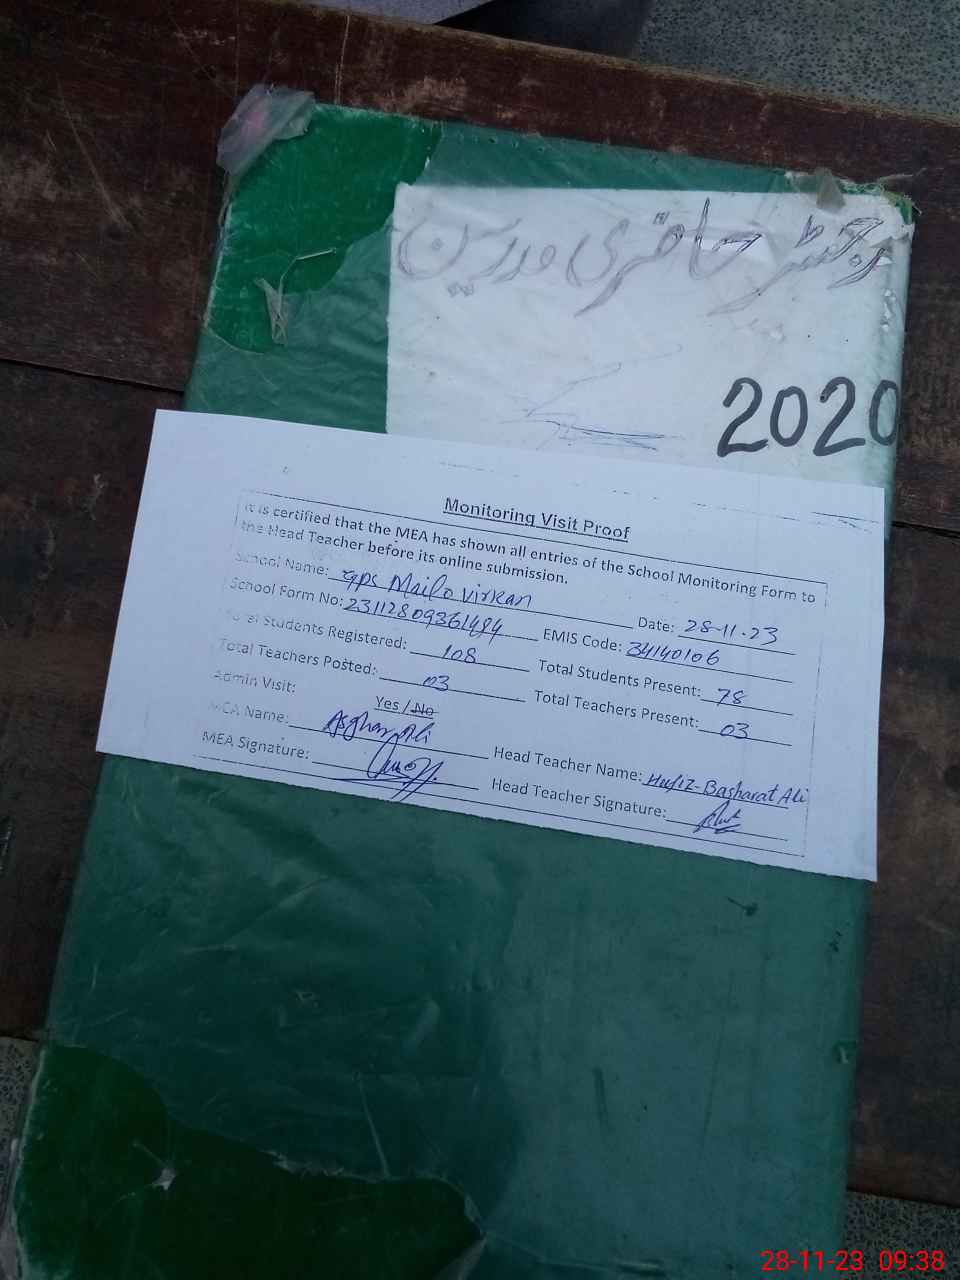 رجسٹر حاضری مدرسین
2020
Monitoring Visit Proof
It is certified that the MEA has shown all entries of the School Monitoring Form to
the Head Teacher before its online submission.
School Name: GPS Mailo Virkan Date: 28-11-23
School Form No: 23112809361494 EMIS Code: 34140106
Total Students Registered: 108 Total Students Present: 78
Total Teachers Posted: 03 Total Teachers Present: 03
Admin Visit: Yes / No
MEA Name: Asghar Ali Head Teacher Name: Hafiz Basharat Ali
MEA Signature: Head Teacher Signature:
28-11-23 09:38